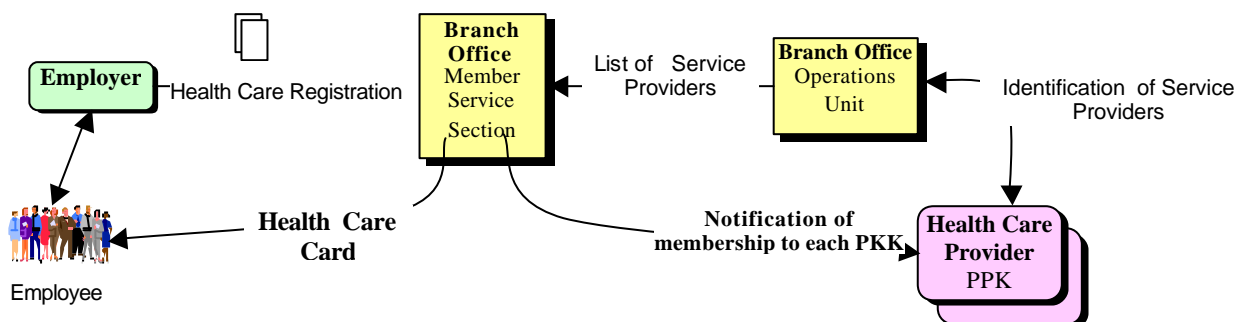 Employer
Health Care Registration
Branch
Office
Member
Service
Section
List of Service
Providers
Branch Office
Operations
Unit
Identification of Service
Providers
Employee
Health Care
Card
Notification of
membership to each PKK
Health Care
Provider
PPK